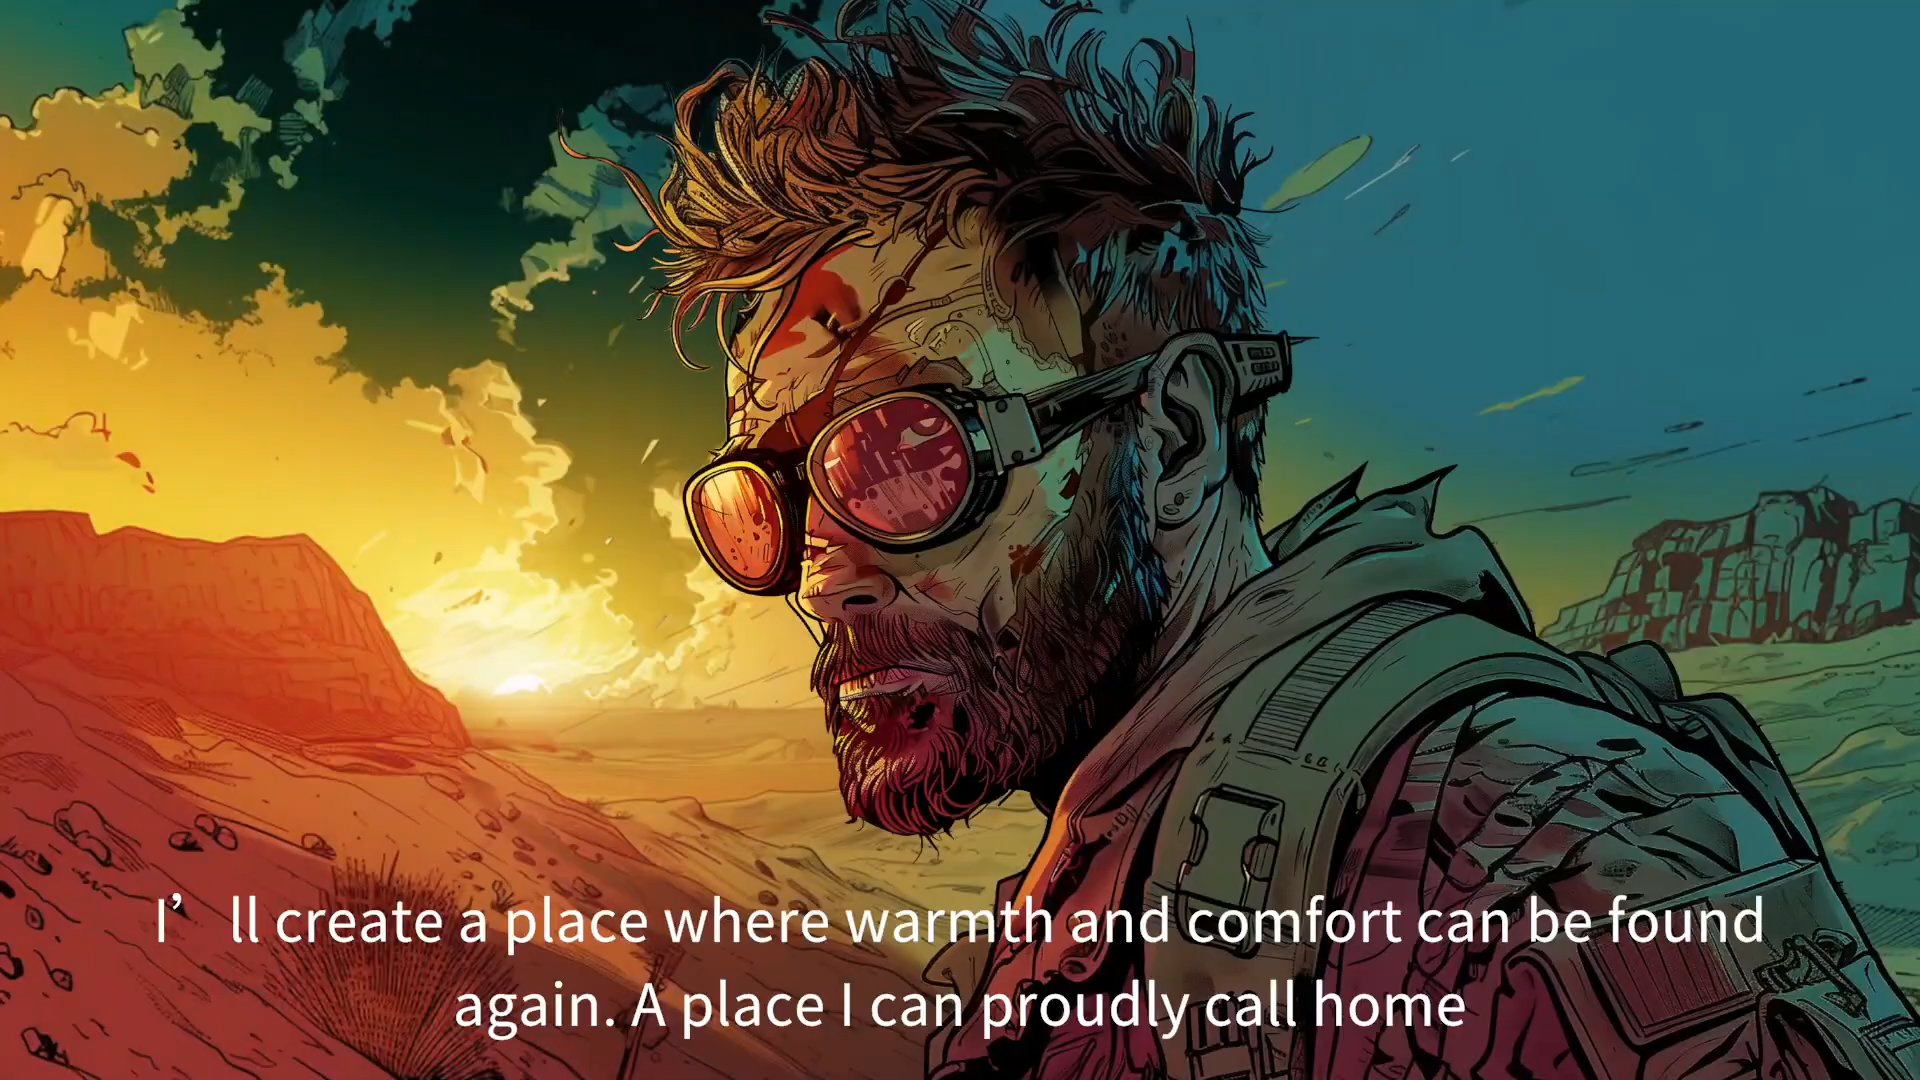 I’ll create a place where warmth and comfort can be found
again. A place I can proudly call home